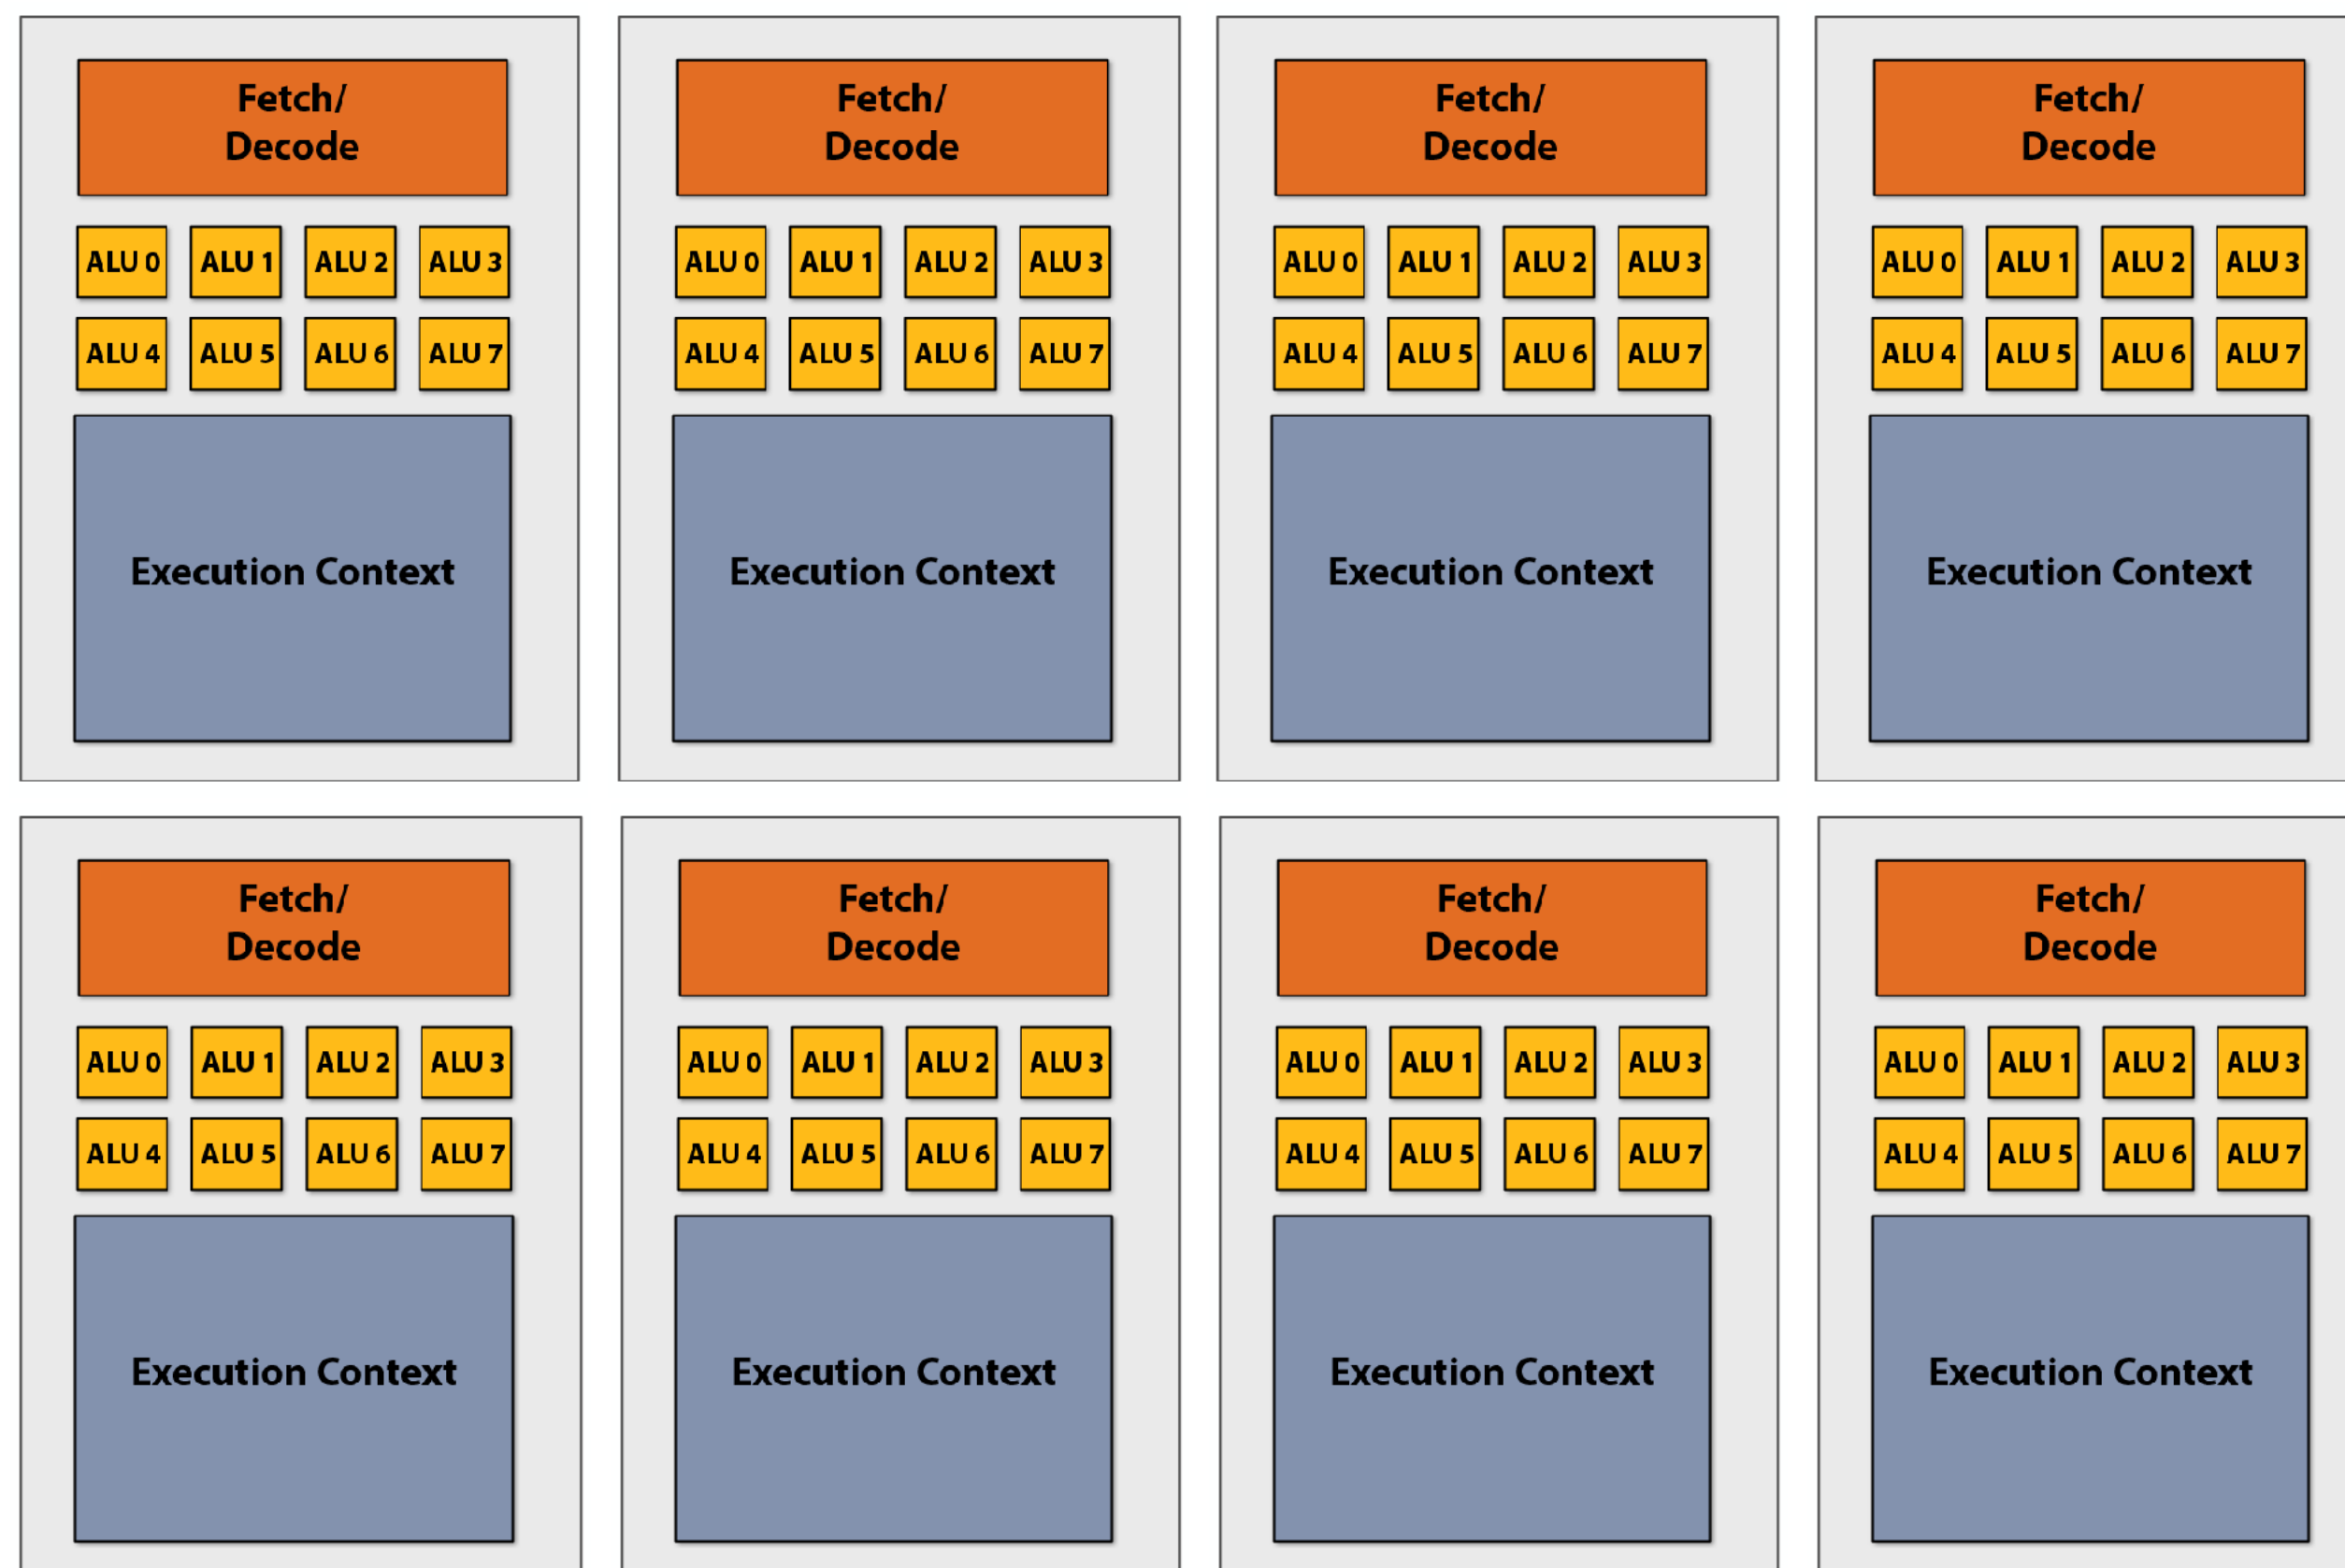 Fetch/ Fetch/ Fetch/ Fetch/
Decode Decode Decode Decode
ALU 0 ALU 1 ALU 2 ALU 3 ALU 0 ALU 1 ALU 2 ALU 3 ALU 0 ALU 1 ALU 2 ALU 3 ALU 0 ALU 1 ALU 2 ALU 3
ALU 4 ALU 5 ALU 6 ALU 7 ALU 4 ALU 5 ALU 6 ALU 7 ALU 4 ALU 5 ALU 6 ALU 7 ALU 4 ALU 5 ALU 6 ALU 7
Execution Context Execution Context Execution Context Execution Context
Fetch/ Fetch/ Fetch/ Fetch/
Decode Decode Decode Decode
ALU 0 ALU 1 ALU 2 ALU 3 ALU 0 ALU 1 ALU 2 ALU 3 ALU 0 ALU 1 ALU 2 ALU 3 ALU 0 ALU 1 ALU 2 ALU 3
ALU 4 ALU 5 ALU 6 ALU 7 ALU 4 ALU 5 ALU 6 ALU 7 ALU 4 ALU 5 ALU 6 ALU 7 ALU 4 ALU 5 ALU 6 ALU 7
Execution Context Execution Context Execution Context Execution Context